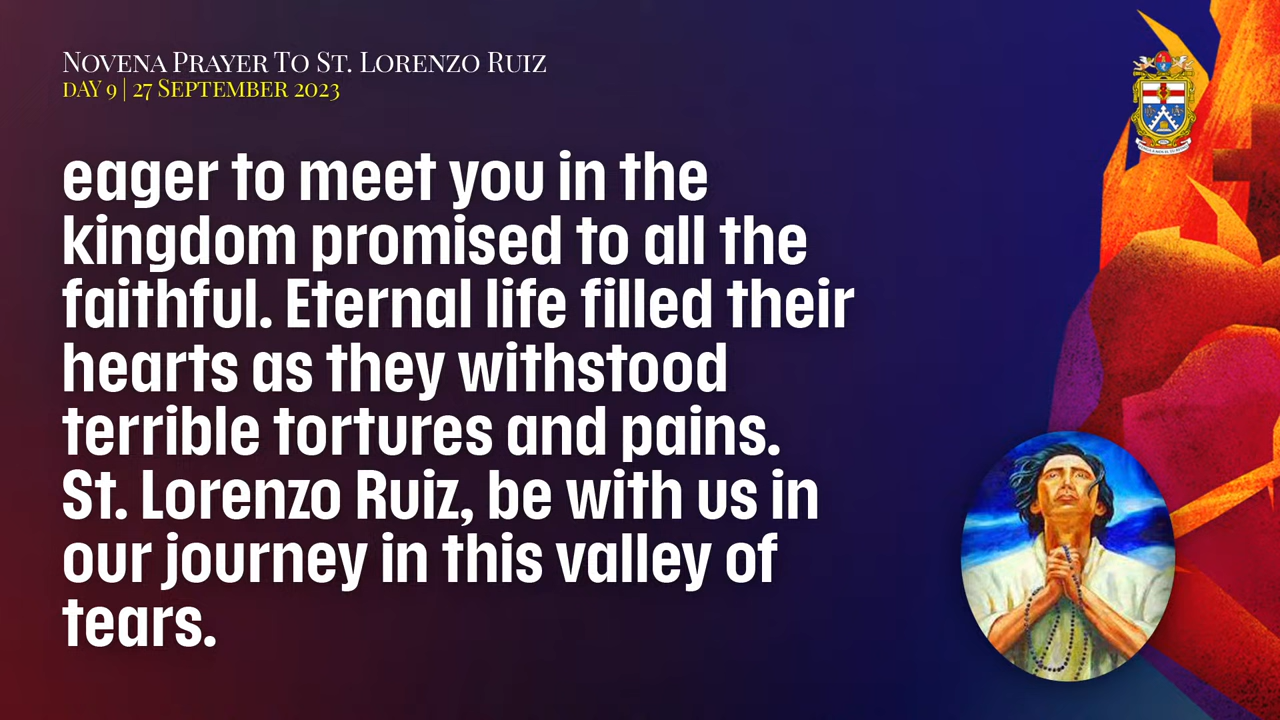 Novena Prayer To St. Lorenzo Ruiz
DAY 9 | 27 September 2023
eager to meet you in the
kingdom promised to all the
faithful. Eternal life filled their
hearts as they withstood
terrible tortures and pains.
St. Lorenzo Ruiz, be with us in
our journey in this valley of
tears.